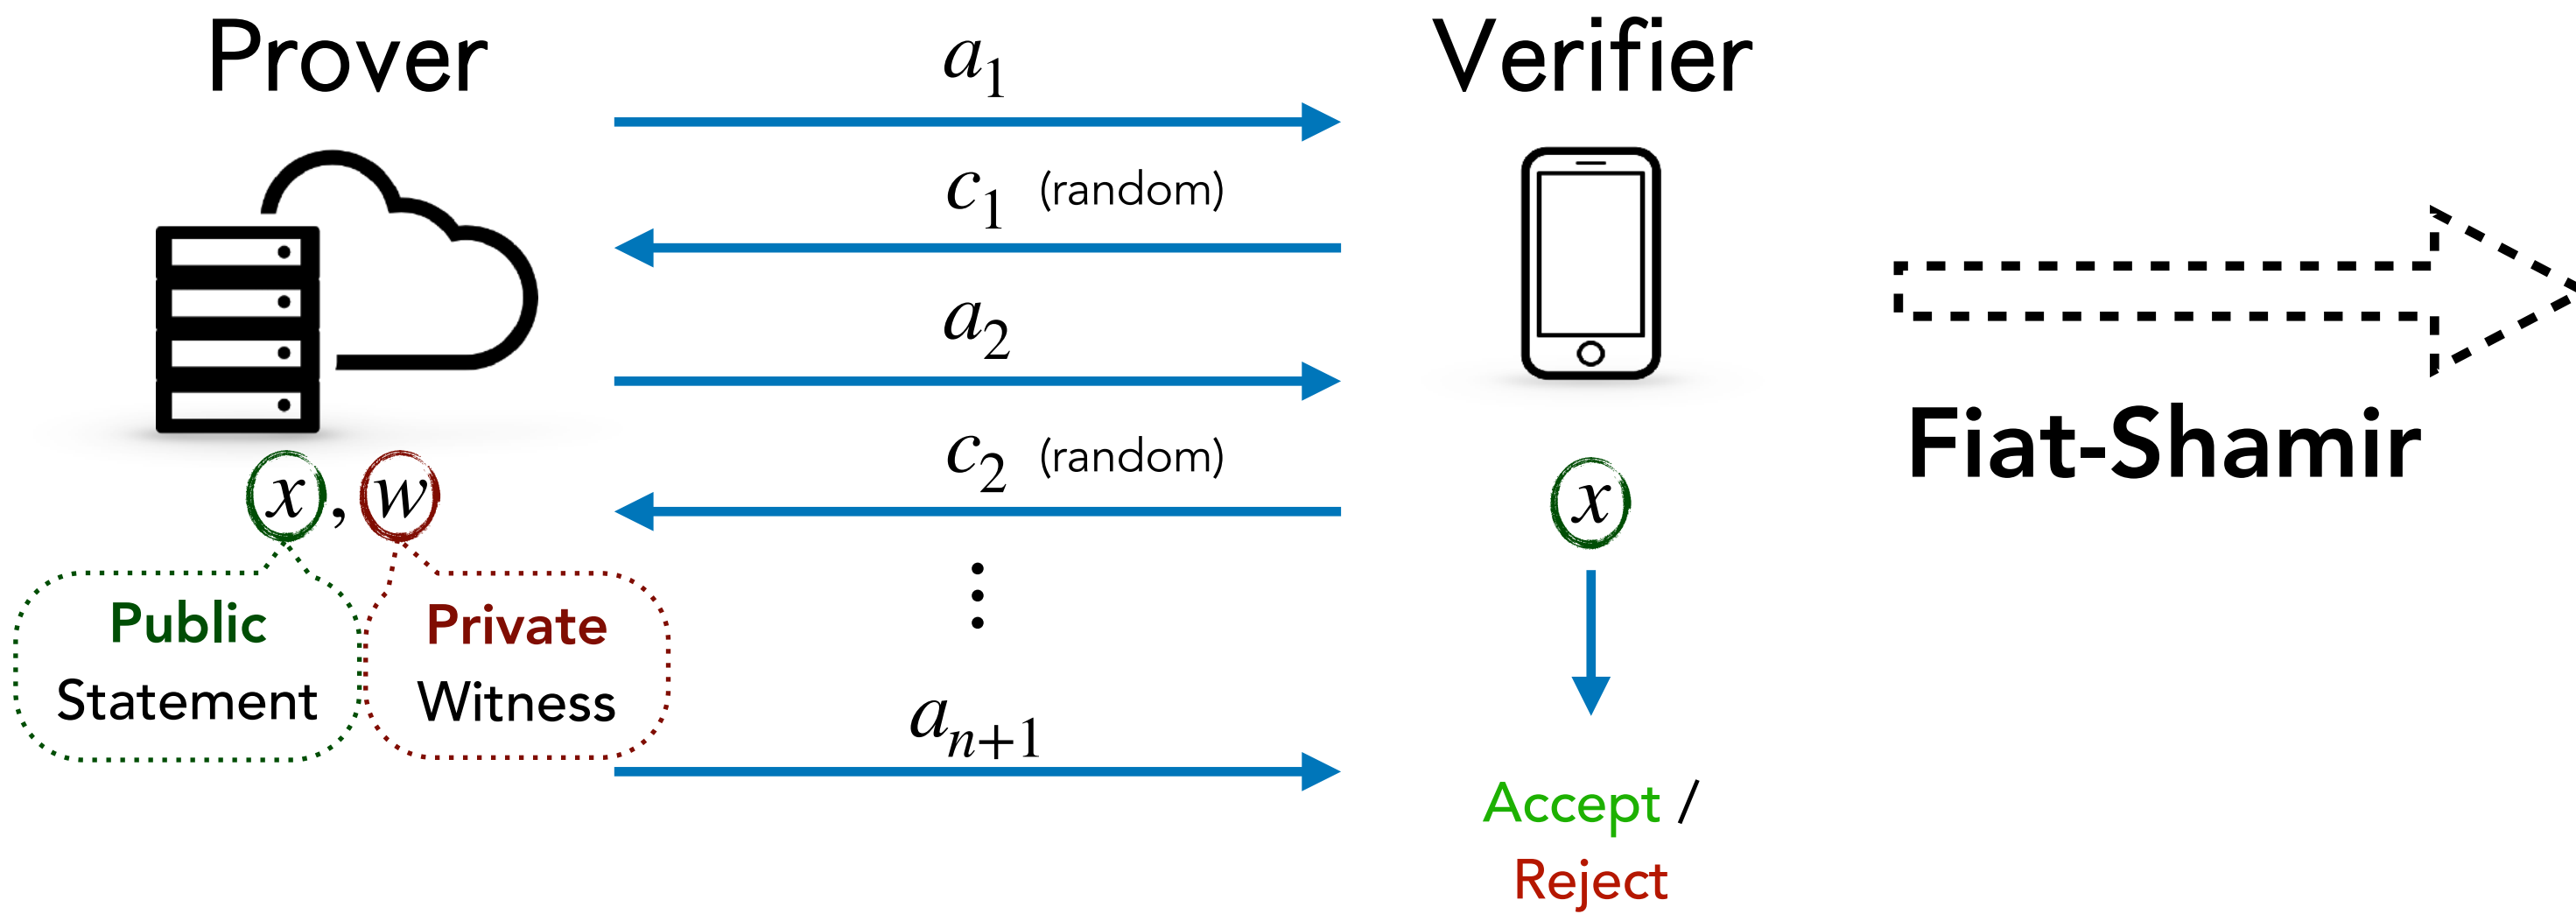 Prover
Verifier
a₁
c₁ (random)
a₂
c₂ (random)
⋮
aₙ₊₁
x, w
x
Public
Statement
Private
Witness
Accept /
Reject
Fiat-Shamir